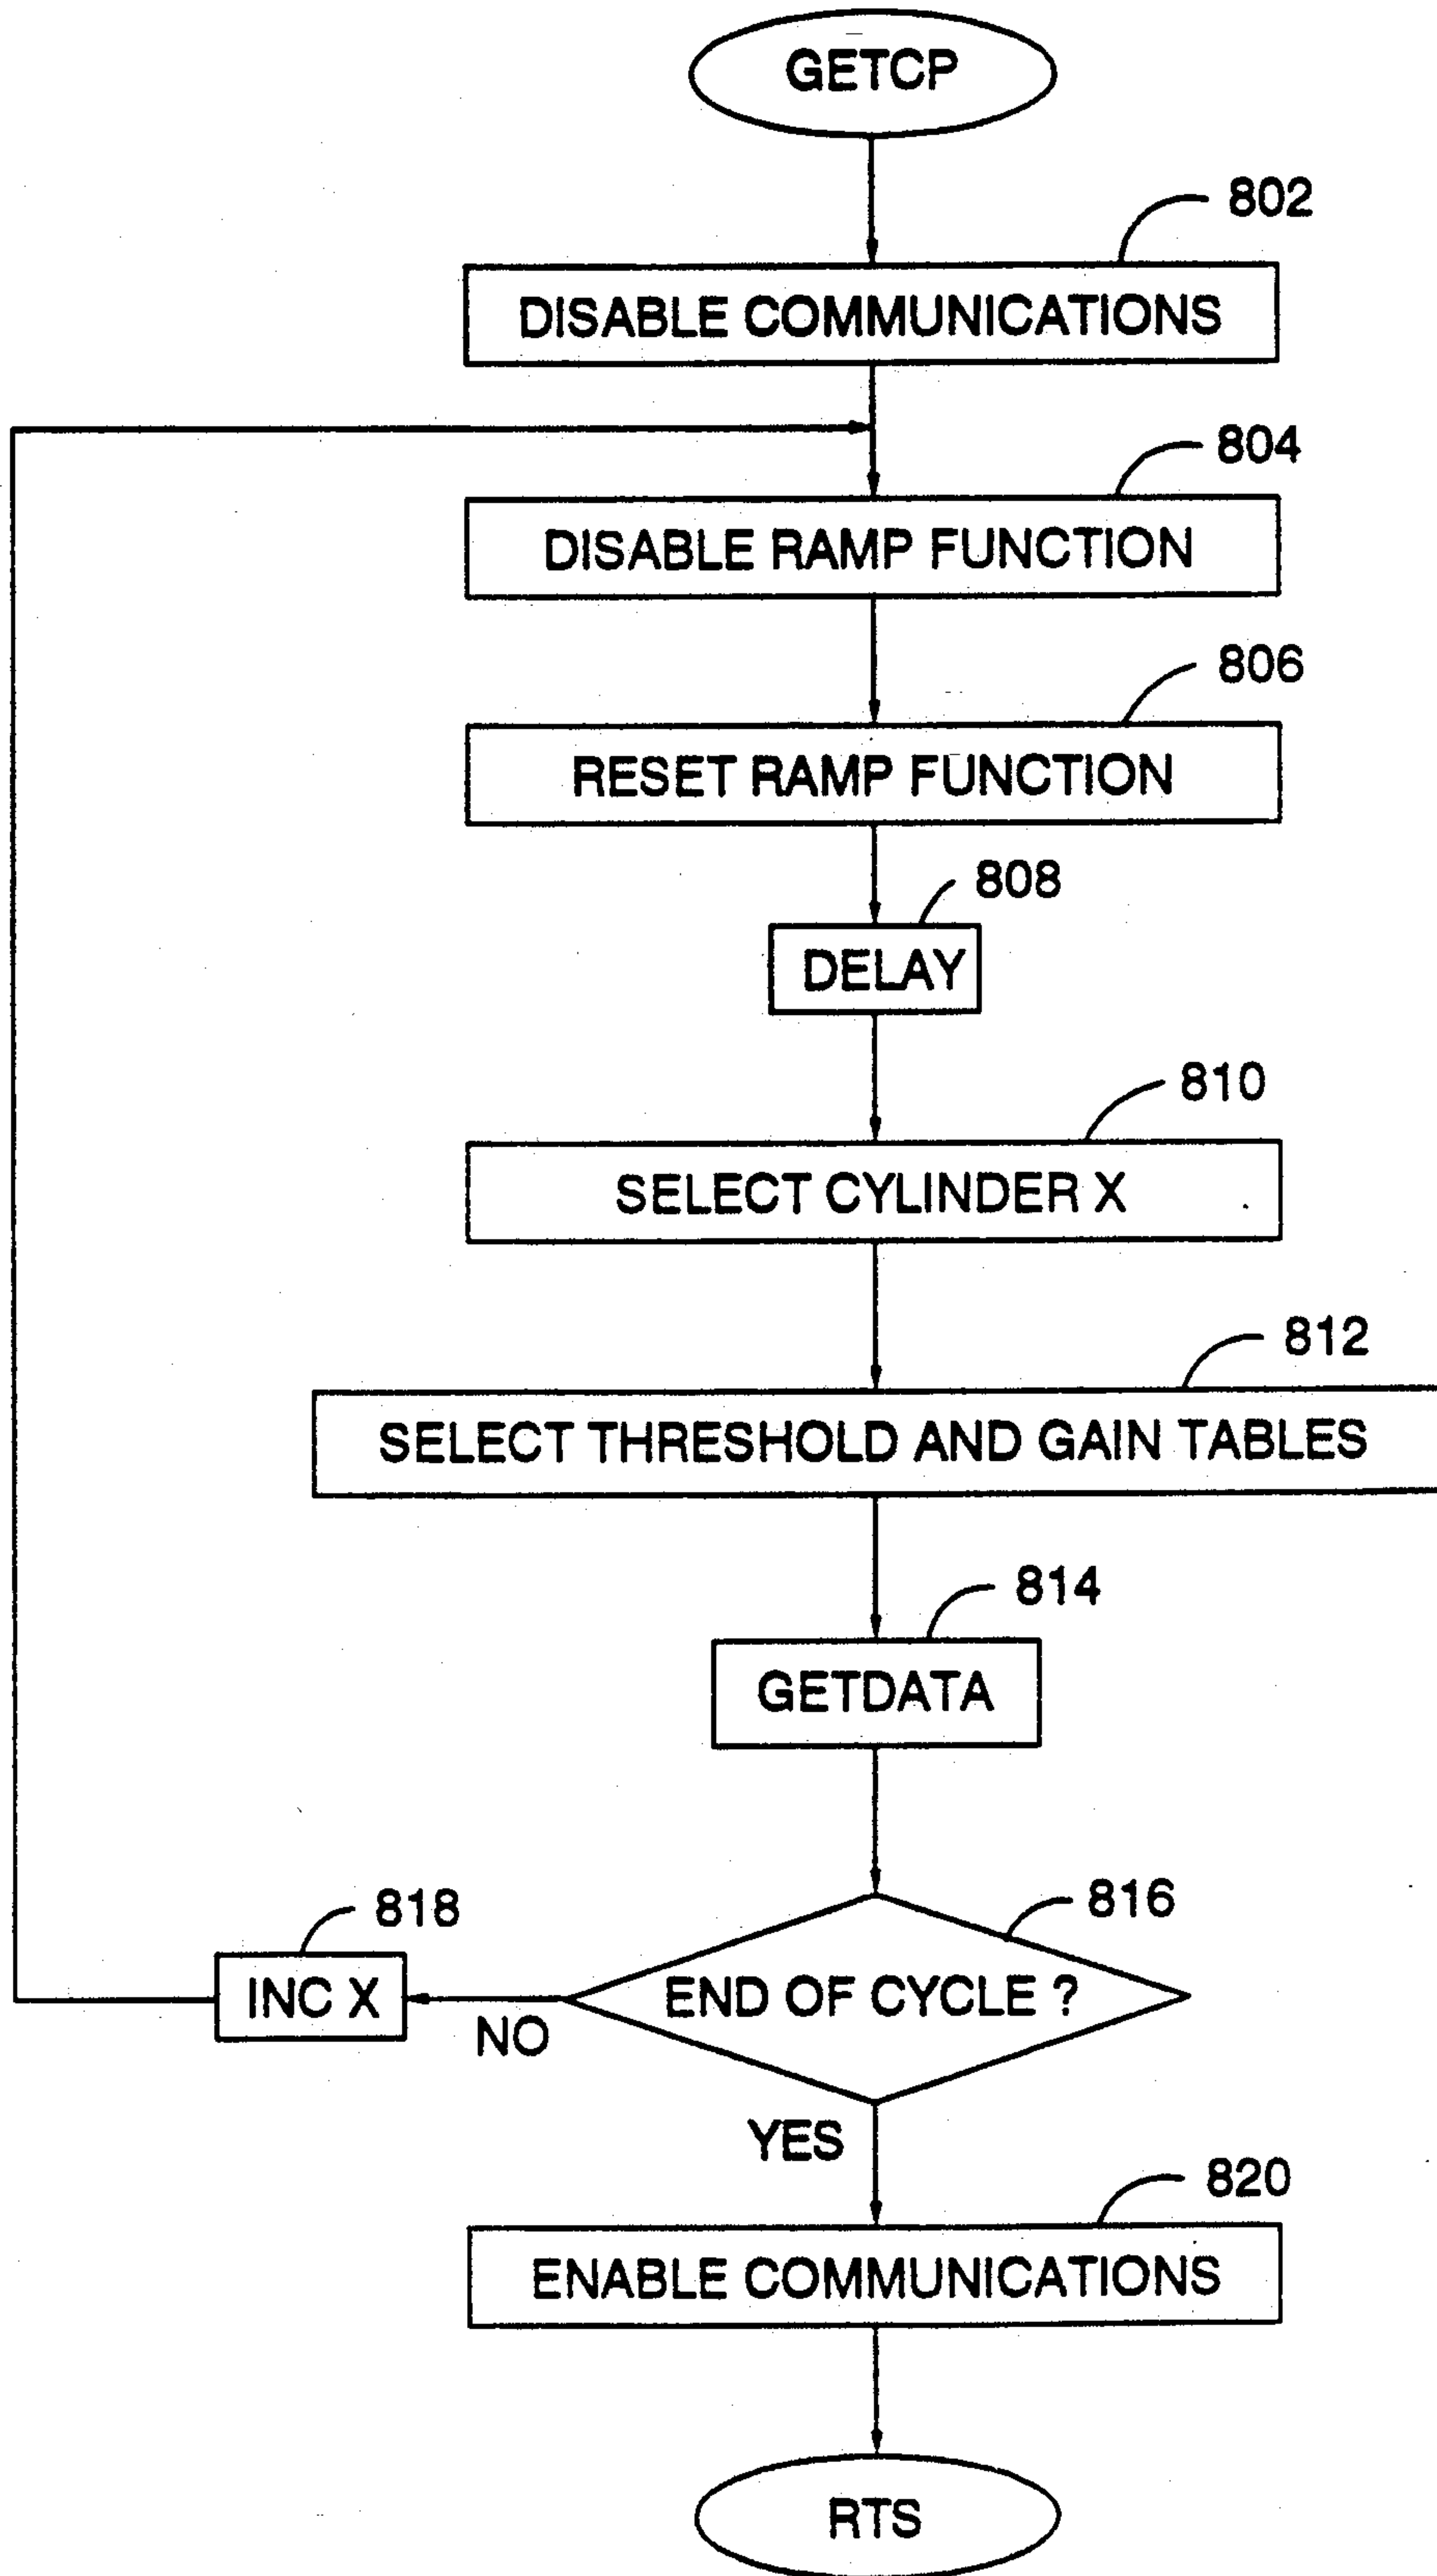 GETCP
802
DISABLE COMMUNICATIONS
804
DISABLE RAMP FUNCTION
806
RESET RAMP FUNCTION
808
DELAY
810
SELECT CYLINDER X
812
SELECT THRESHOLD AND GAIN TABLES
814
GETDATA
816
END OF CYCLE ?
818
INC X
NO
YES
820
ENABLE COMMUNICATIONS
RTS